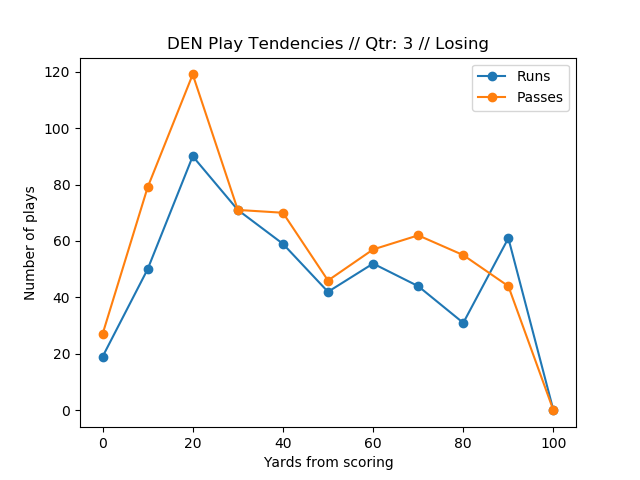 DEN Play Tendencies // Qtr: 3 // Losing
Runs
Passes
120
100
80
60
40
20
0
Number of plays
0 20 40 60 80 100
Yards from scoring